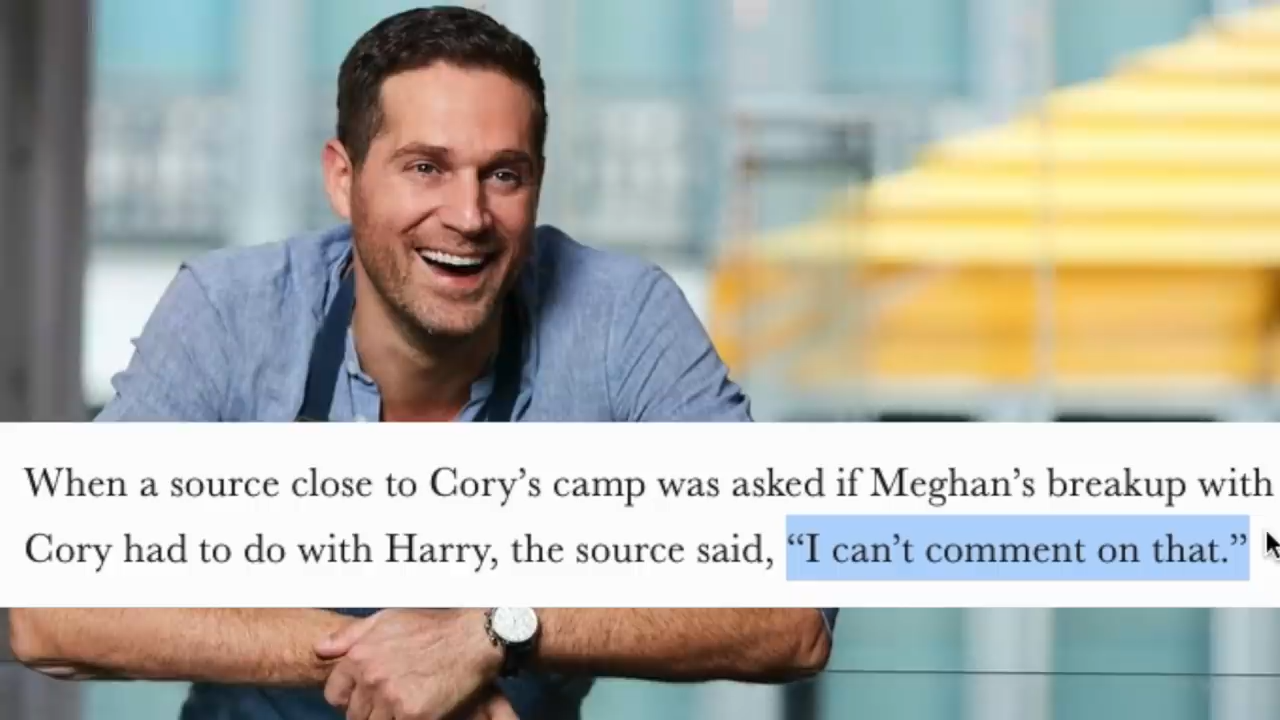 When a source close to Cory’s camp was asked if Meghan’s breakup with
Cory had to do with Harry, the source said, “I can’t comment on that.”